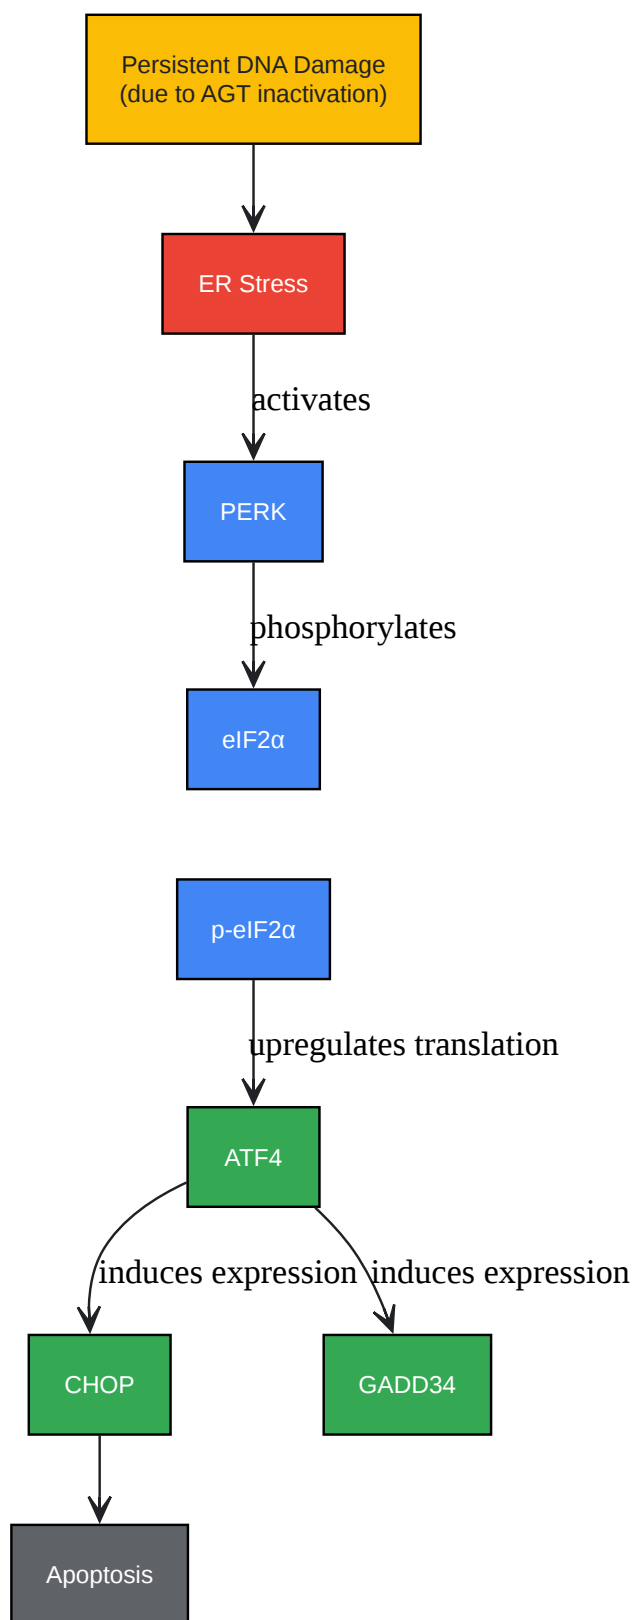 Persistent DNA Damage
(due to AGT inactivation)
ER Stress
activates
PERK
phosphorylates
eIF2α
p-eIF2α
upregulates translation
ATF4
induces expression
induces expression
CHOP
GADD34
Apoptosis